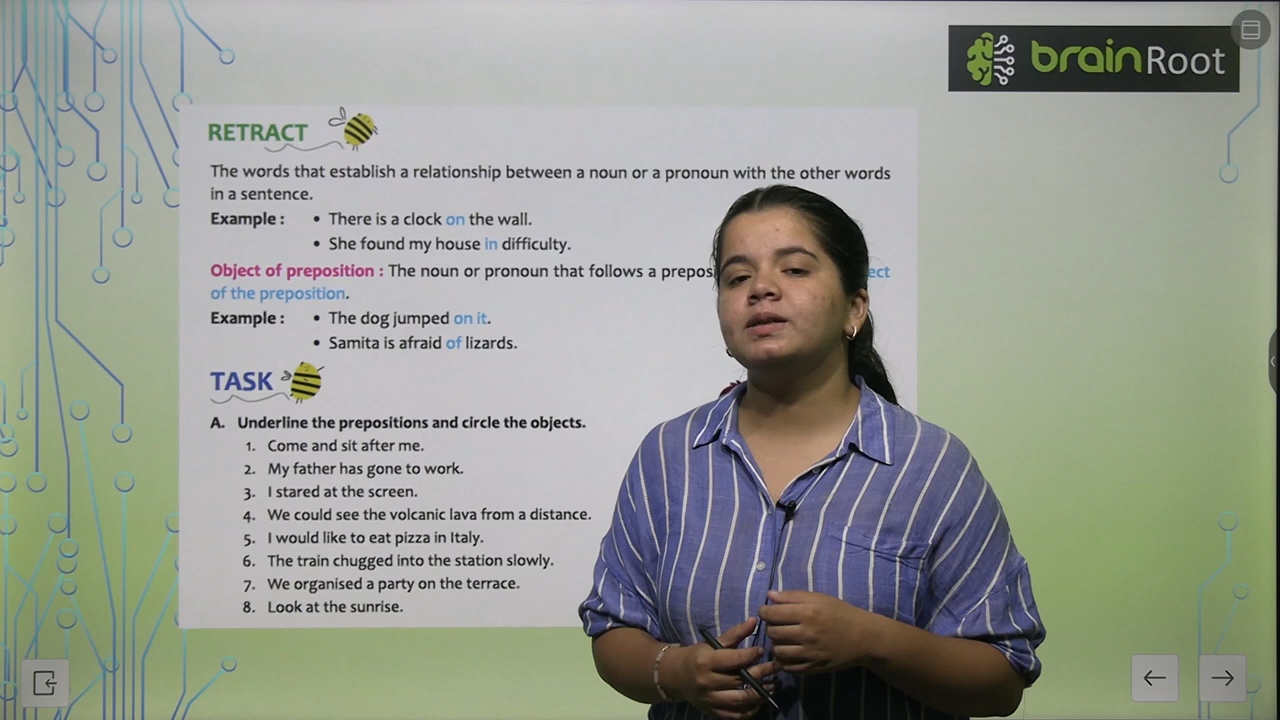 brainRoot
RETRACT
The words that establish a relationship between a noun or a pronoun with the other words
in a sentence.
Example : • There is a clock on the wall.
• She found my house in difficulty.
Object of preposition : The noun or pronoun that follows a
of the preposition.
Example : • The dog jumped on it.
• Samita is afraid of lizards.
TASK
A. Underline the prepositions and circle the objects.
1. Come and sit after me.
2. My father has gone to work.
3. I stared at the screen.
4. We could see the volcanic lava from a distance.
5. I would like to eat pizza in Italy.
6. The train chugged into the station slowly.
7. We organised a party on the terrace.
8. Look at the sunrise.